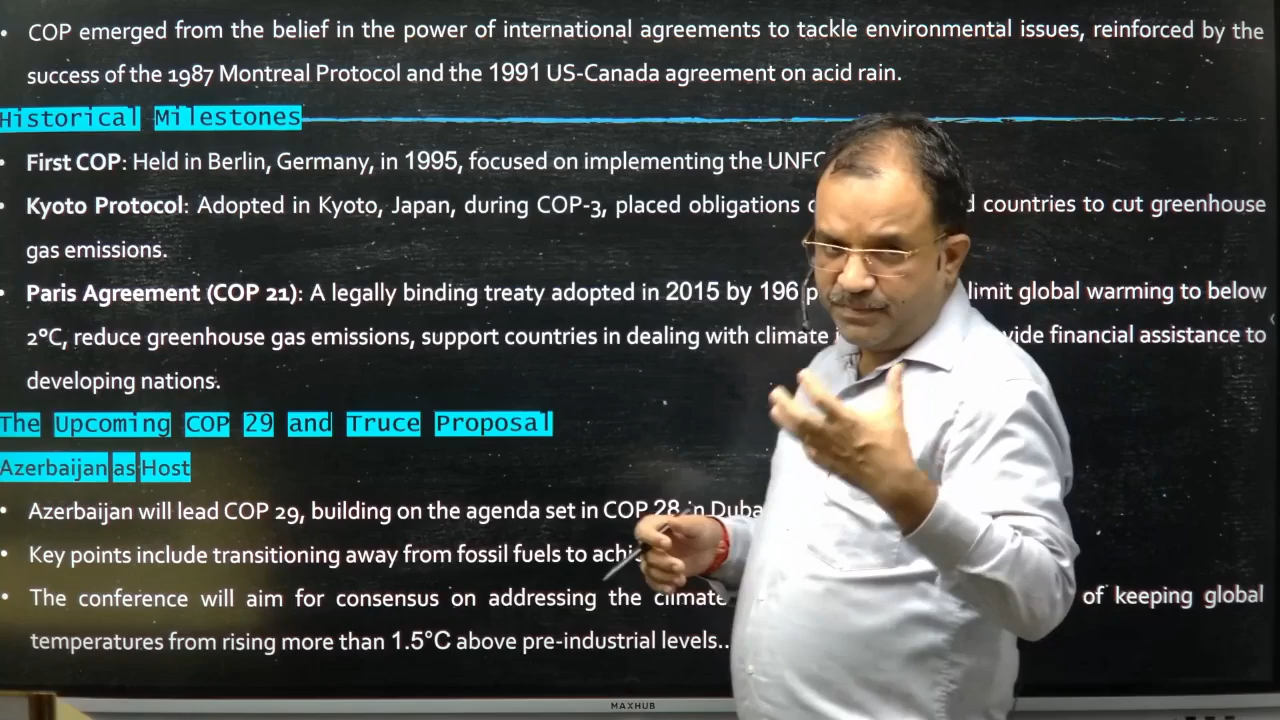 • COP emerged from the belief in the power of international agreements to tackle environmental issues, reinforced by the
success of the 1987 Montreal Protocol and the 1991 US-Canada agreement on acid rain.
Historical Milestones
• First COP: Held in Berlin, Germany, in 1995, focused on implementing the
• Kyoto Protocol: Adopted in Kyoto, Japan, during COP-3, placed obligations countries to cut greenhouse
gas emissions.
• Paris Agreement (COP 21): A legally binding treaty adopted in 2015 by 196 limit global warming to below
2°C, reduce greenhouse gas emissions, support countries in dealing with climate financial assistance to
developing nations.
The Upcoming COP 29 and Truce Proposal
Azerbaijan as Host
• Azerbaijan will lead COP 29, building on the agenda set in COP 28 in
• Key points include transitioning away from fossil fuels to
• The conference will aim for consensus on addressing the climate of keeping global
temperatures from rising more than 1.5°C above pre-industrial levels..
MAXHUB